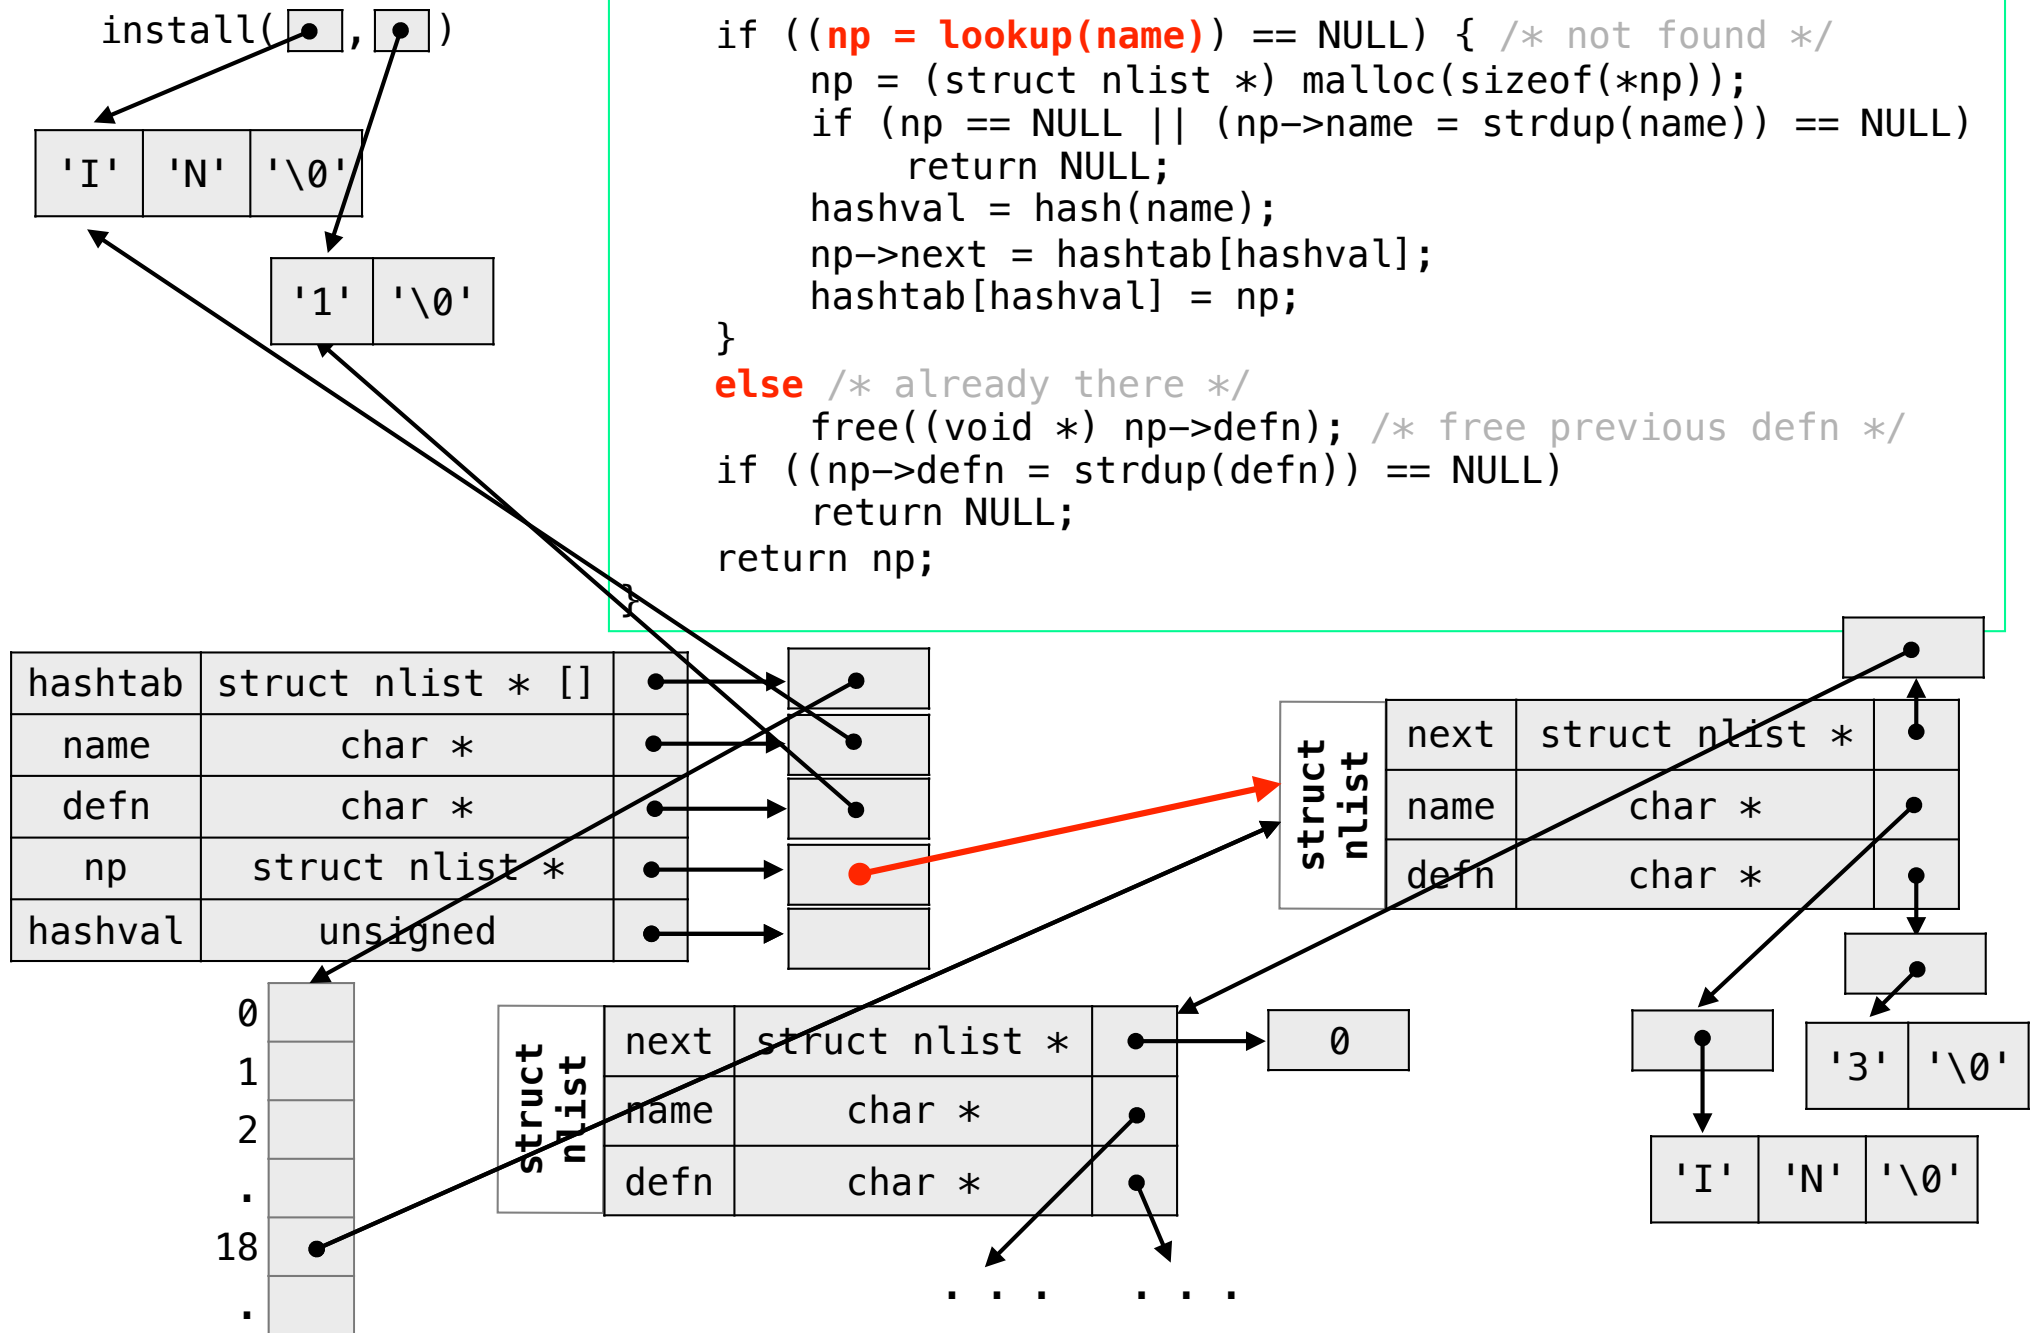 install( , )
'I' 'N' '\0'
'1' '\0'
if ((np = lookup(name)) == NULL) { /* not found */
np = (struct nlist *) malloc(sizeof(*np));
if (np == NULL || (np->name = strdup(name)) == NULL)
return NULL;
hashval = hash(name);
np->next = hashtab[hashval];
hashtab[hashval] = np;
}
else /* already there */
free((void *) np->defn); /* free previous defn */
if ((np->defn = strdup(defn)) == NULL)
return NULL;
return np;
}
hashtab struct nlist * []
name char *
defn char *
np struct nlist *
hashval unsigned
struct
nlist
next struct nlist *
name char *
defn char *
'3' '\0'
'I' 'N' '\0'
0
1
2
.
18
.
struct
nlist
next struct nlist *
name char *
defn char *
0
. . . . . .